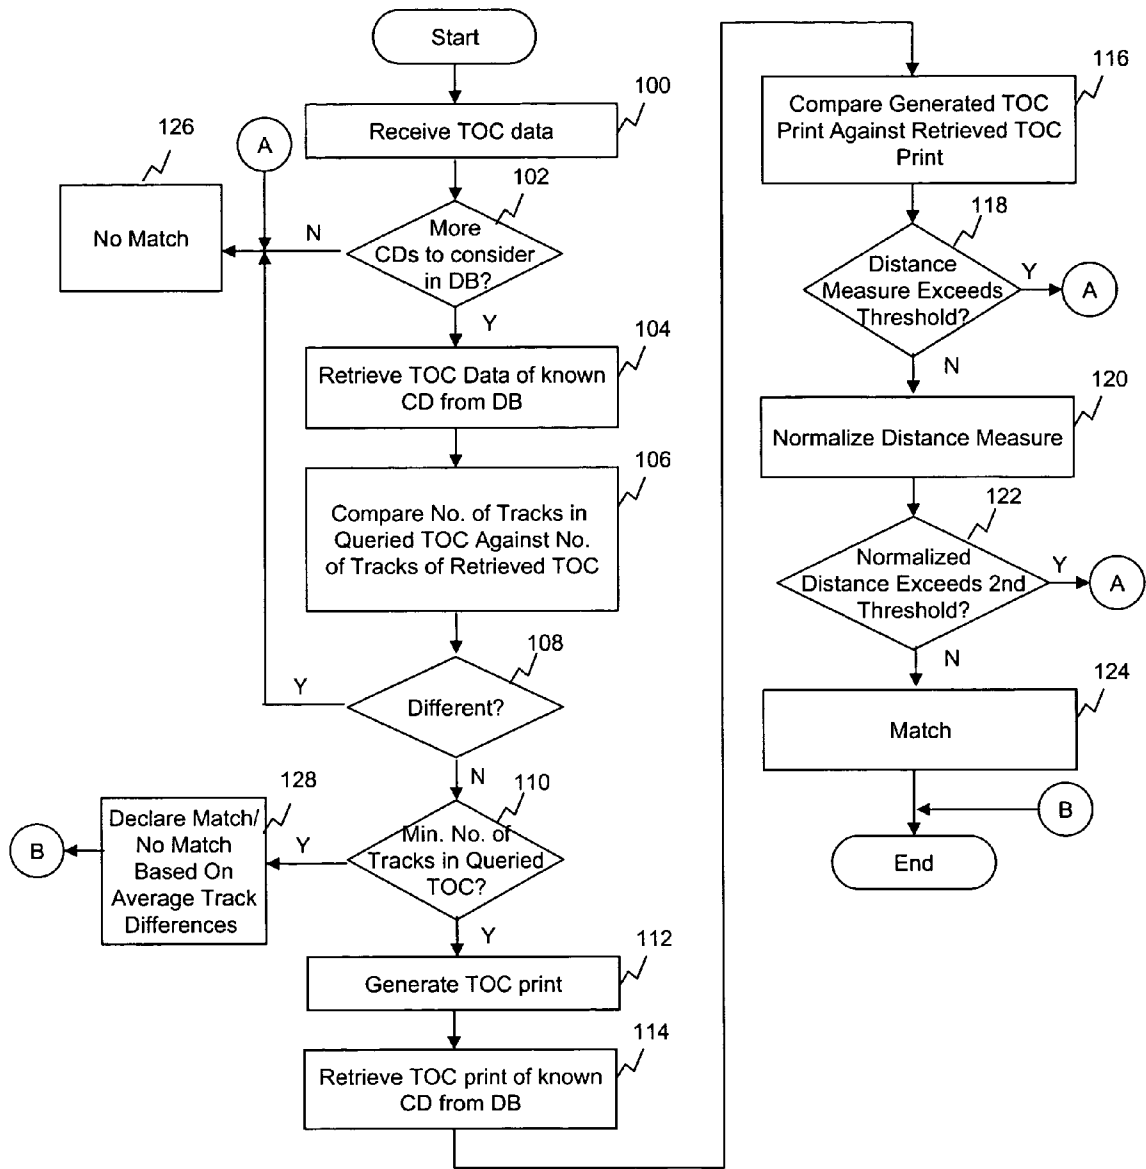 Start
100
Receive TOC data
126
A
No Match
N
102
More
CDs to consider
in DB?
Y
104
Retrieve TOC Data of known
CD from DB
106
Compare No. of Tracks in
Queried TOC Against No.
of Tracks of Retrieved TOC
108
Different?
Y
N
110
Min. No. of
Tracks in Queried
TOC?
Y
128
Declare Match/
No Match
Based On
Average Track
Differences
B
Y
112
Generate TOC print
114
Retrieve TOC print of known
CD from DB
116
Compare Generated TOC
Print Against Retrieved TOC
Print
118
Distance
Measure Exceeds
Threshold?
Y
A
N
120
Normalize Distance Measure
122
Normalized
Distance Exceeds 2nd
Threshold?
Y
A
N
124
Match
B
End